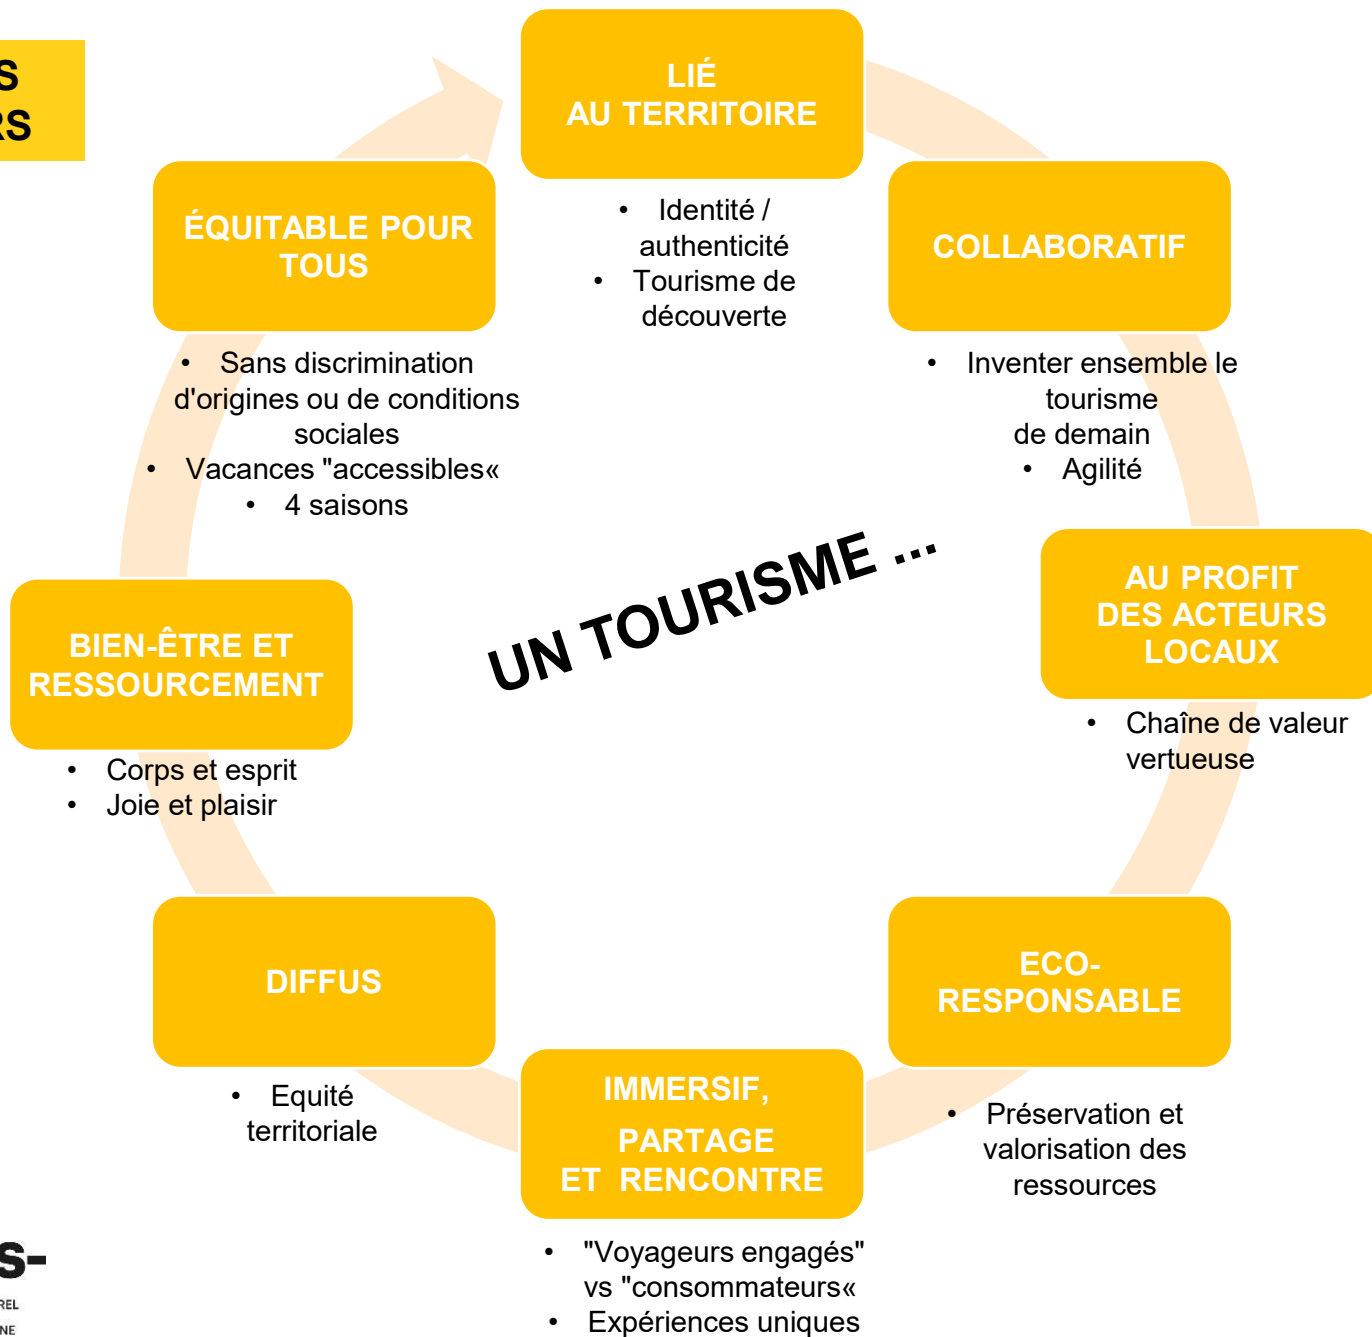 S
RS
LIÉ
AU TERRITOIRE
• Identité /
authenticité
• Tourisme de
découverte
COLLABORATIF
• Inventer ensemble le
tourisme
de demain
• Agilité
AU PROFIT
DES ACTEURS
LOCAUX
• Chaîne de valeur
vertueuse
ECO-
RESPONSABLE
• Préservation et
valorisation des
ressources
IMMERSIF,
PARTAGE
ET RENCONTRE
• "Voyageurs engagés"
vs "consommateurs«
• Expériences uniques
DIFFUS
• Equité
territoriale
BIEN-ÊTRE ET
RESSOURCEMENT
• Corps et esprit
• Joie et plaisir
ÉQUITABLE POUR
TOUS
• Sans discrimination
d'origines ou de conditions
sociales
• Vacances "accessibles«
• 4 saisons
UN TOURISME ...
s-
REL
NE